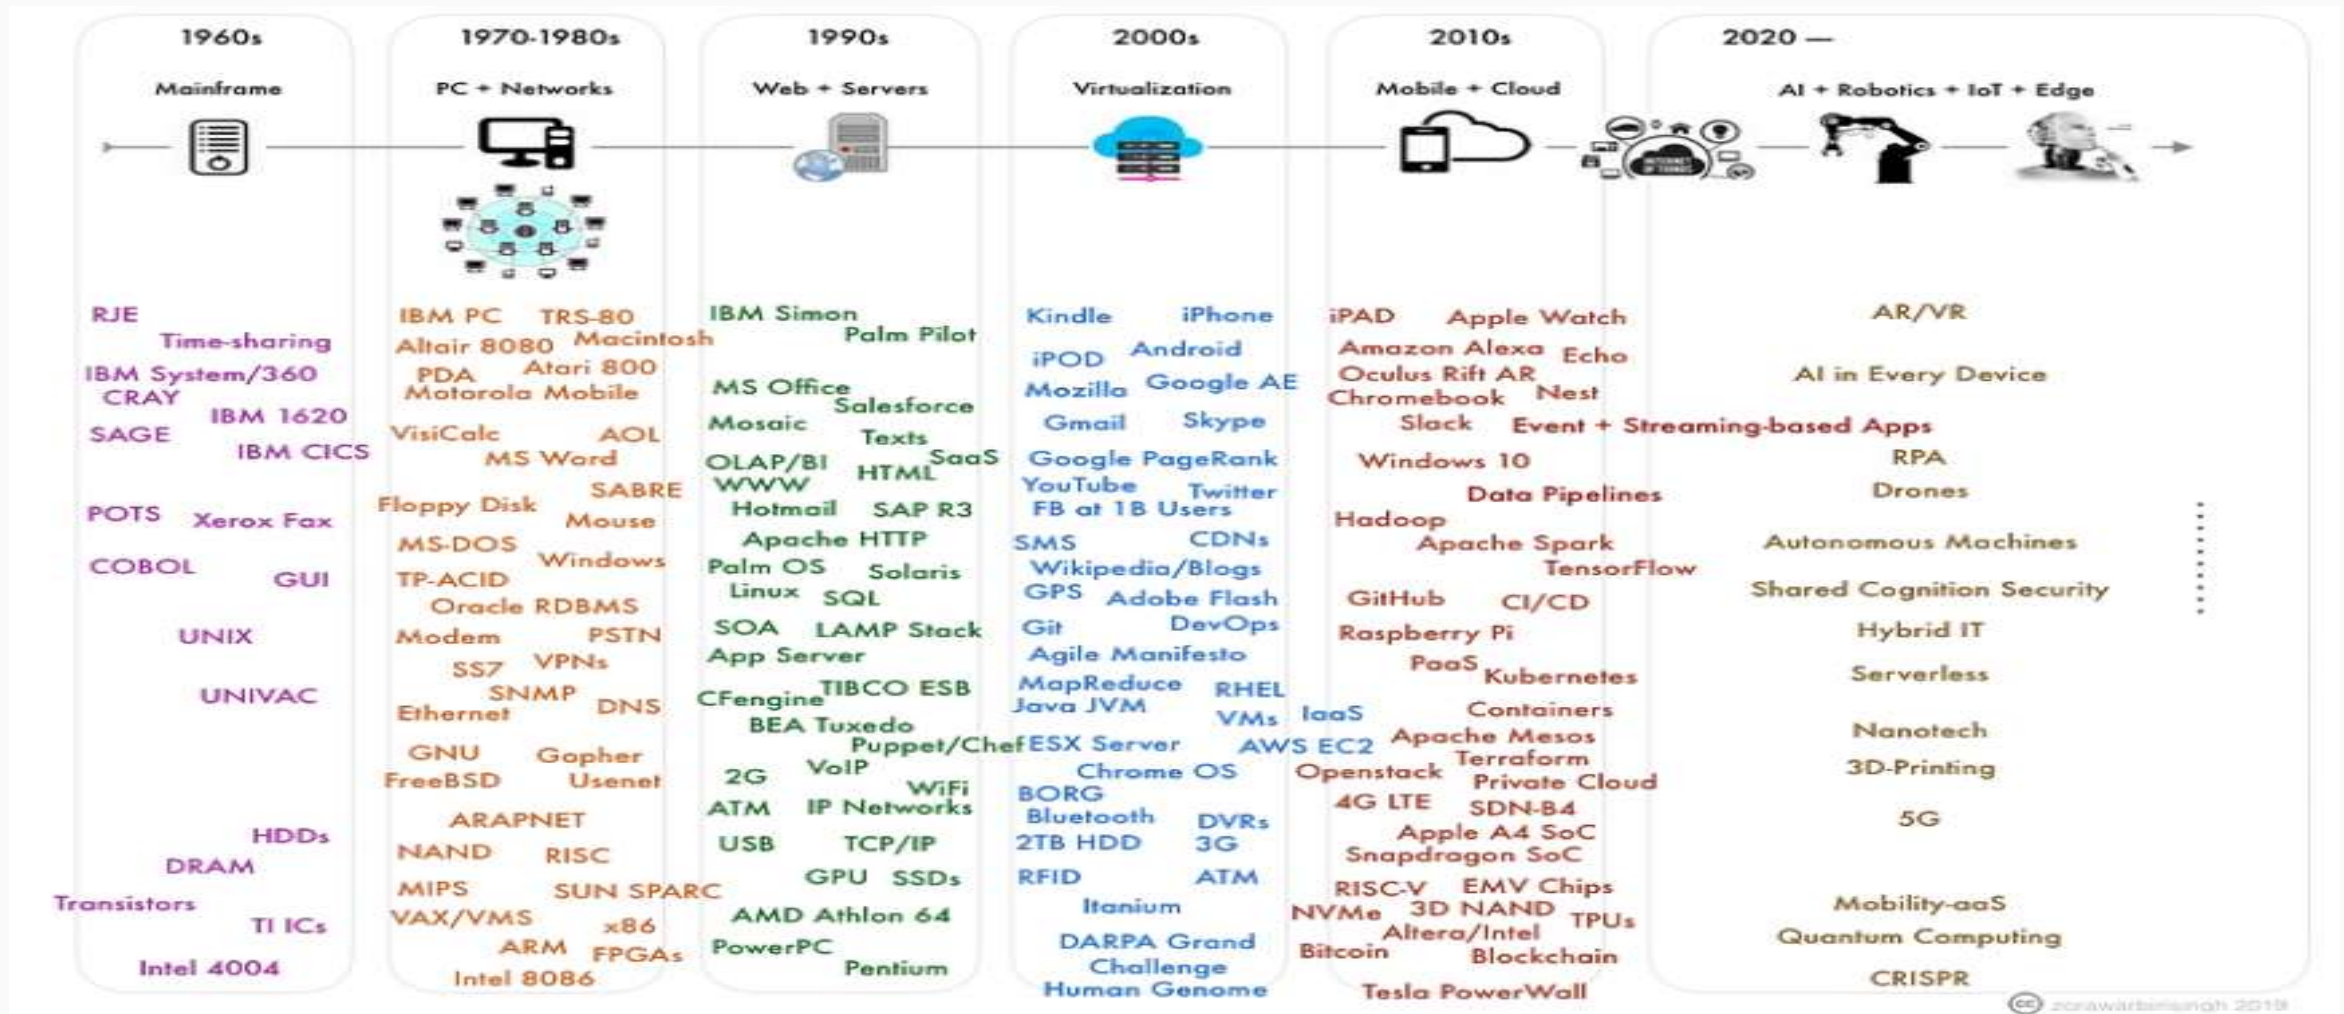 1960s
Mainframe
RJE
Time-sharing
IBM System/360
CRAY
IBM 1620
SAGE
IBM CICS
POTS Xerox Fax
COBOL
GUI
UNIX
UNIVAC
HDDs
DRAM
Transistors
TI ICs
Intel 4004
1970-1980s
PC + Networks
IBM PC TRS-80
Altair 8080 Macintosh
PDA Atari 800
Motorola Mobile
VisiCalc AOL
MS Word
SABRE
Floppy Disk Mouse
MS-DOS
Windows
TP-ACID
Oracle RDBMS
Modem PSTN
SS7 VPNs
SNMP
Ethernet DNS
GNU Gopher
FreeBSD Usenet
ARAPNET
NAND RISC
MIPS SUN SPARC
VAX/VMS x86
ARM FPGAs
Intel 8086
1990s
Web + Servers
IBM Simon
Palm Pilot
MS Office
Salesforce
Mosaic
Texts
OLAP/BI SaaS
HTML
WWW
Hotmail SAP R3
Apache HTTP
Palm OS Solaris
Linux SQL
SOA LAMP Stack
App Server
CFengine TIBCO ESB
BEA Tuxedo
Puppet/Chef
2G VoIP
WiFi
ATM IP Networks
USB TCP/IP
GPU SSDs
AMD Athlon 64
PowerPC
Pentium
2000s
Virtualization
Kindle iPhone
iPOD Android
Mozilla Google AE
Gmail Skype
Google PageRank
YouTube Twitter
FB at 1B Users
SMS CDNs
Wikipedia/Blogs
GPS Adobe Flash
Git DevOps
Agile Manifesto
MapReduce RHEL
Java JVM
VMs IaaS
ESX Server AWS EC2
Chrome OS
BORG
Bluetooth DVRs
2TB HDD 3G
RFID ATM
Itanium
DARPA Grand
Challenge
Human Genome
2010s
Mobile + Cloud
iPAD Apple Watch
Amazon Alexa Echo
Oculus Rift AR
Chromebook Nest
Slack Event + Streaming-based Apps
Windows 10
Data Pipelines
Hadoop
Apache Spark
TensorFlow
GitHub CI/CD
Raspberry Pi
PaaS
Kubernetes
Containers
Apache Mesos
Terraform
Openstack Private Cloud
4G LTE SDN-B4
Apple A4 SoC
Snapdragon SoC
RISC-V EMV Chips
NVMe 3D NAND TPUs
Altera/Intel
Bitcoin Blockchain
Tesla PowerWall
2020 —
AI + Robotics + IoT + Edge
INTERNET
OF THINGS
AR/VR
AI in Every Device
RPA
Drones
Autonomous Machines
Shared Cognition Security
Hybrid IT
Serverless
Nanotech
3D-Printing
5G
Mobility-aaS
Quantum Computing
CRISPR
cc zorawarbirsingh 2019